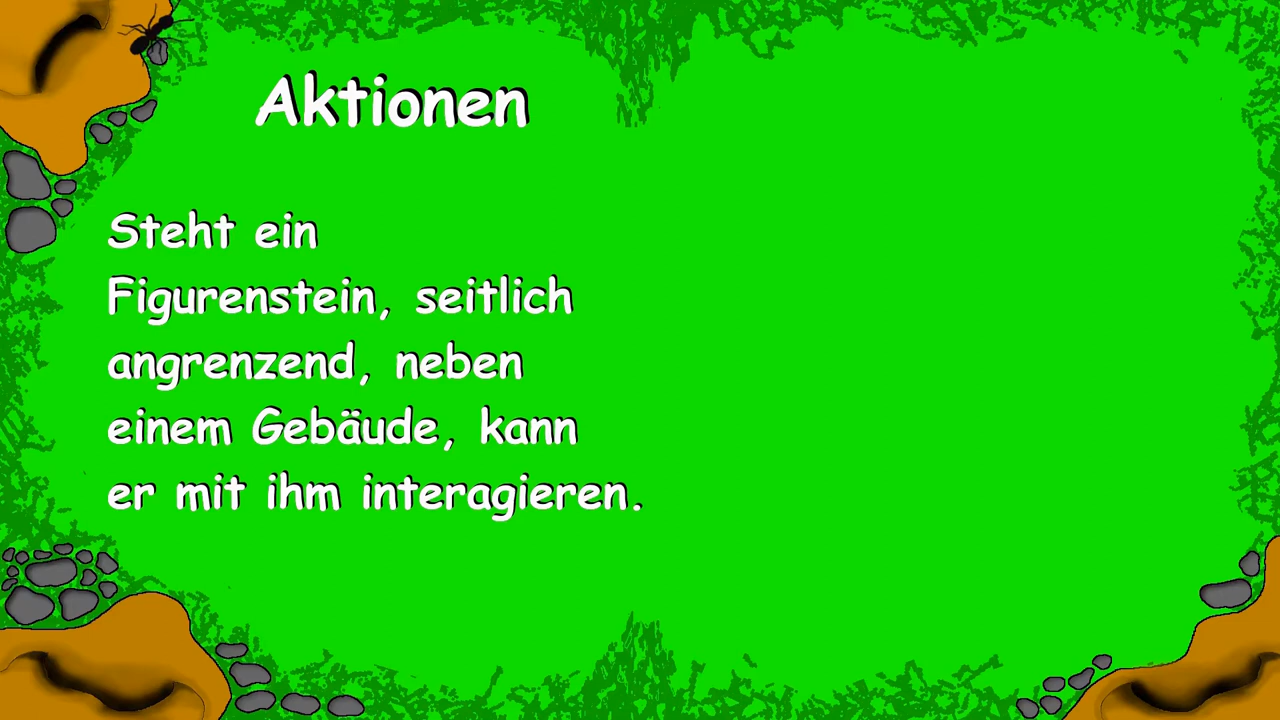 Aktionen
Steht ein
Figurenstein, seitlich
angrenzend, neben
einem Gebäude, kann
er mit ihm interagieren.